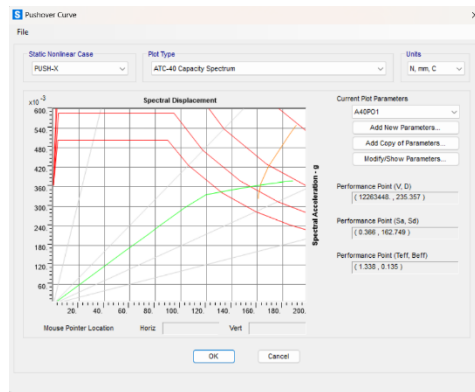 Pushover Curve
File
Static Nonlinear Case
PUSH-X
Plot Type
ATC-40 Capacity Spectrum
Units
N, mm, C
x10 -3
Spectral Displacement
600.
540.
480.
420.
360.
300.
240.
180.
120.
60.
20. 40. 60. 80. 100. 120. 140. 160. 180. 200.
Spectral Acceleration - g
Current Plot Parameters
A40PO1
Add New Parameters...
Add Copy of Parameters...
Modify/Show Parameters...
Performance Point (V, D)
( 12263448. , 235.357 )
Performance Point (Sa, Sd)
( 0.366 , 162.749 )
Performance Point (Teff, Beff)
( 1.338 , 0.135 )
Mouse Pointer Location
Horiz
Vert
OK
Cancel